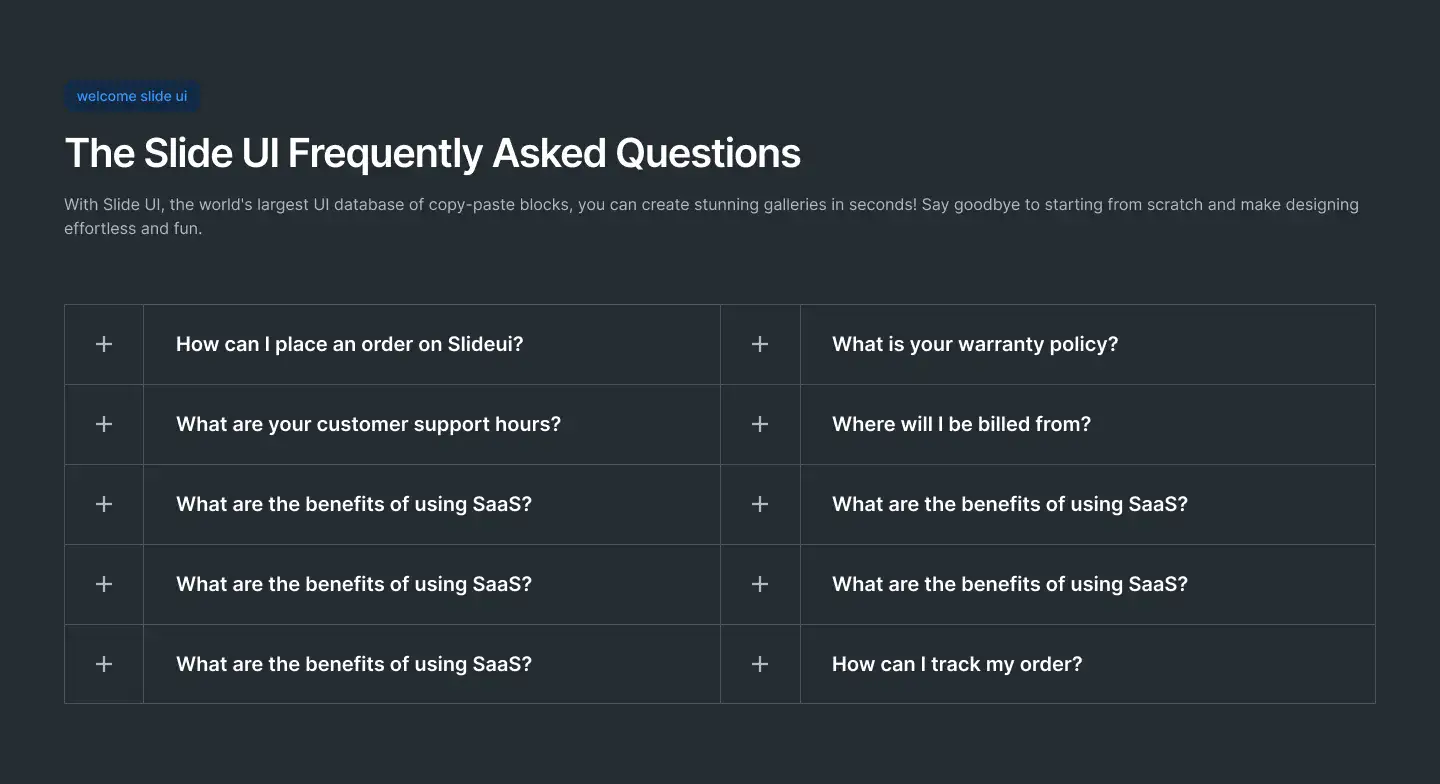 welcome slide ui
The Slide UI Frequently Asked Questions
With Slide UI, the world's largest UI database of copy-paste blocks, you can create stunning galleries in seconds! Say goodbye to starting from scratch and make designing
effortless and fun.
How can I place an order on Slideui?
What is your warranty policy?
What are your customer support hours?
Where will I be billed from?
What are the benefits of using SaaS?
What are the benefits of using SaaS?
What are the benefits of using SaaS?
What are the benefits of using SaaS?
What are the benefits of using SaaS?
How can I track my order?